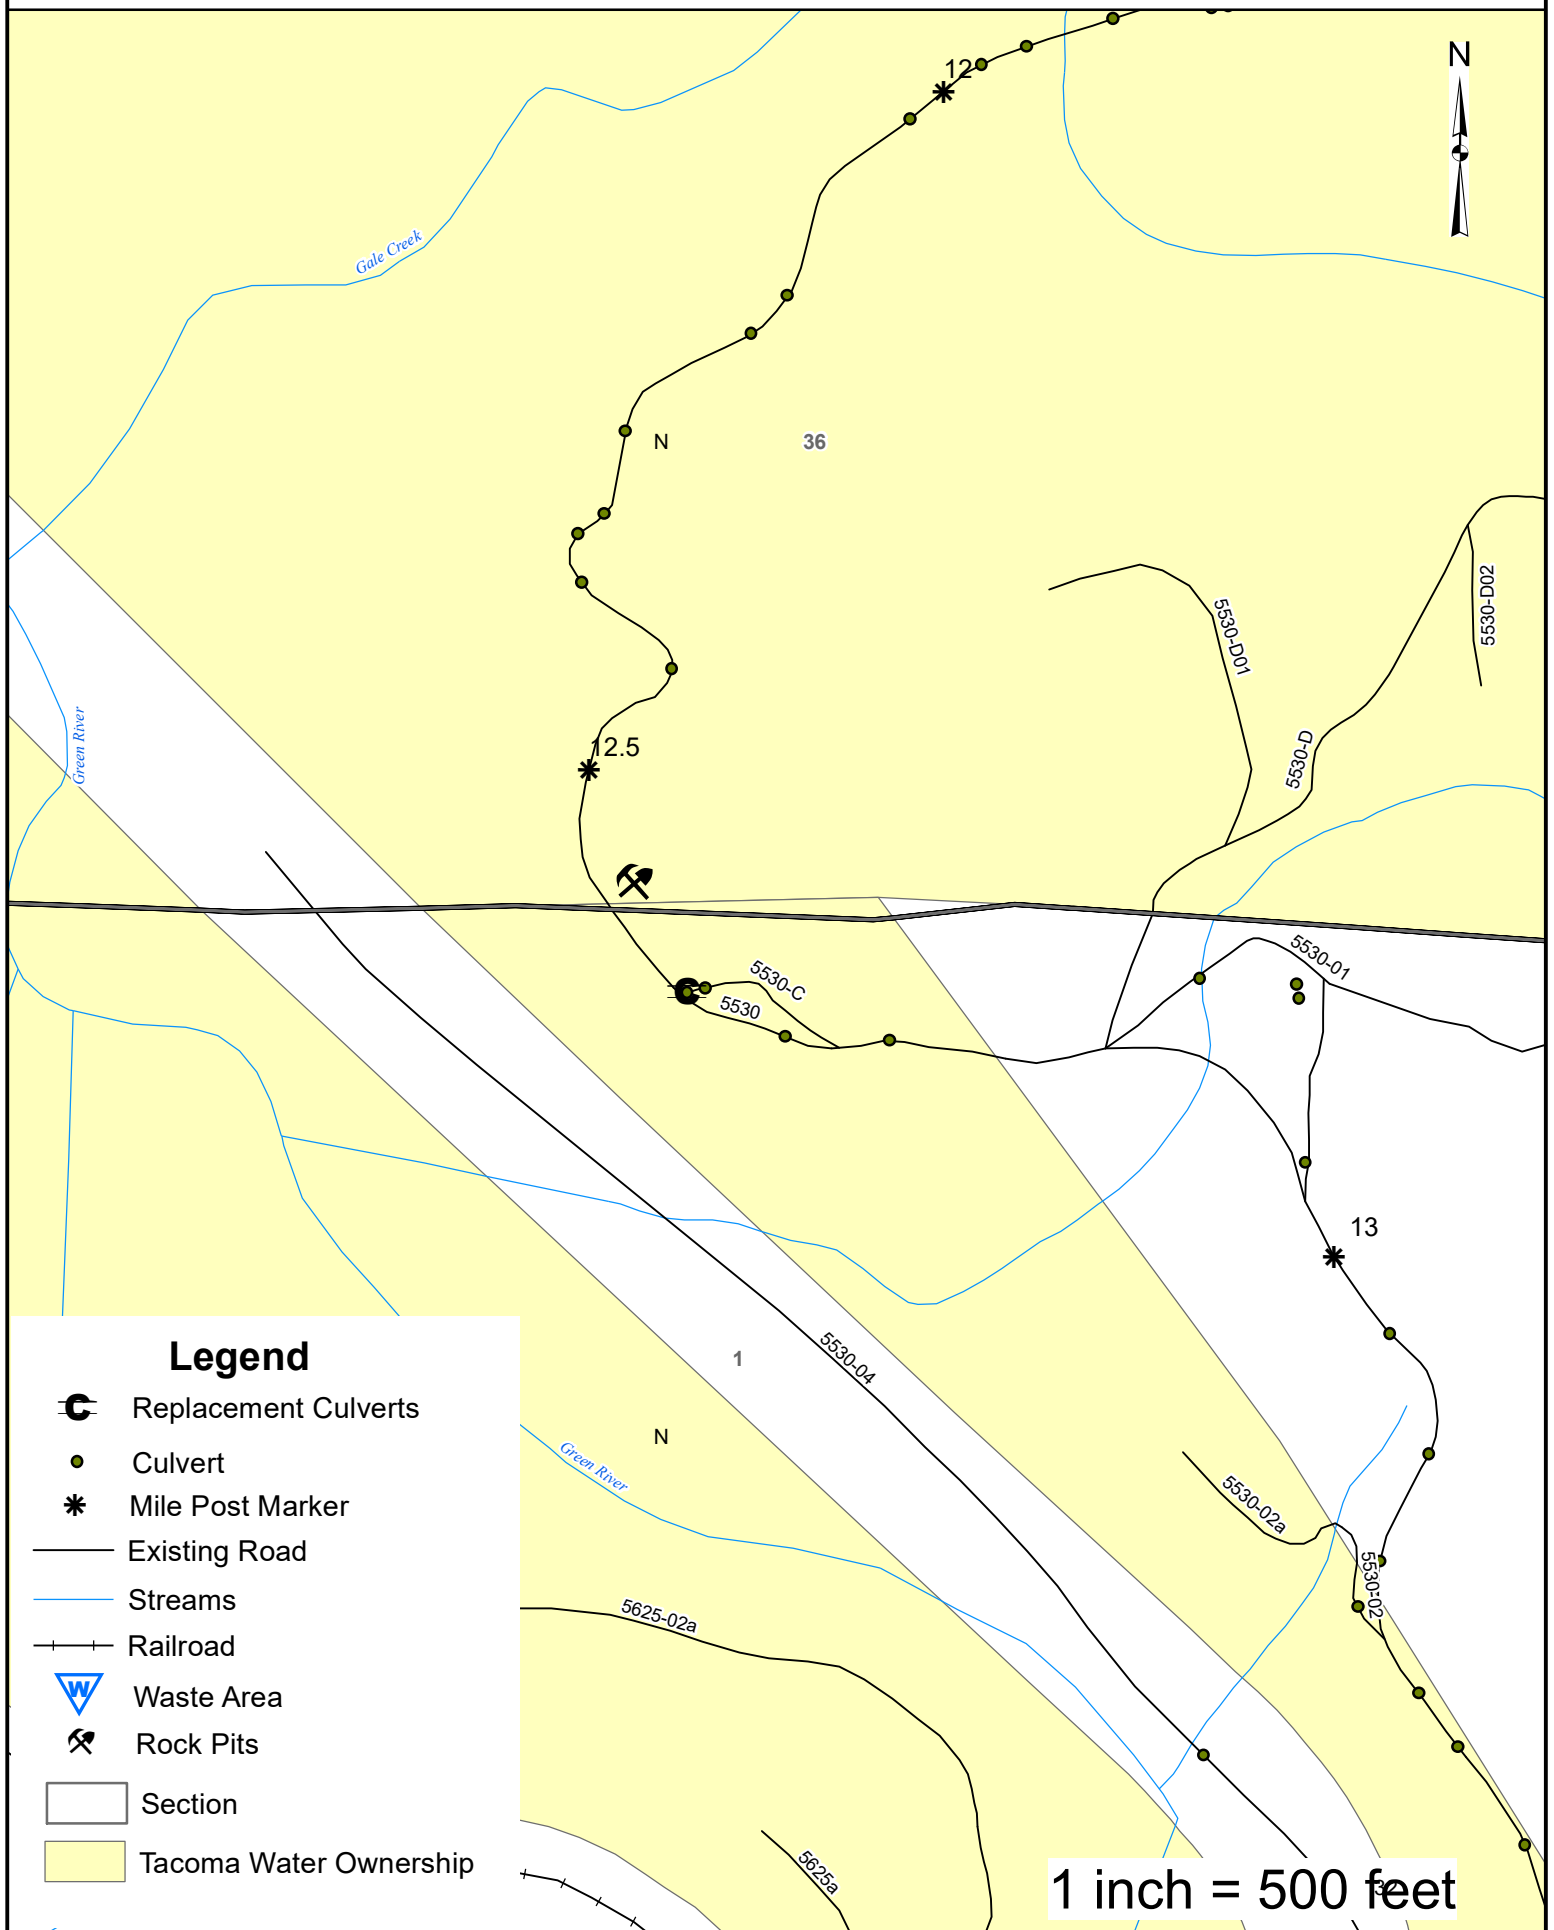 12
N
Gale Creek
N
36
5530-D01
5530-D02
Green River
12.5
5530-D
5530-C
5530
5530-01
13
Legend
C Replacement Culverts
Culvert
Mile Post Marker
Existing Road
Streams
Railroad
W Waste Area
Rock Pits
Section
Tacoma Water Ownership
1
5530-04
N
Green River
5530-02a
5530-02
5625-02a
5625a
1 inch = 500 feet
C